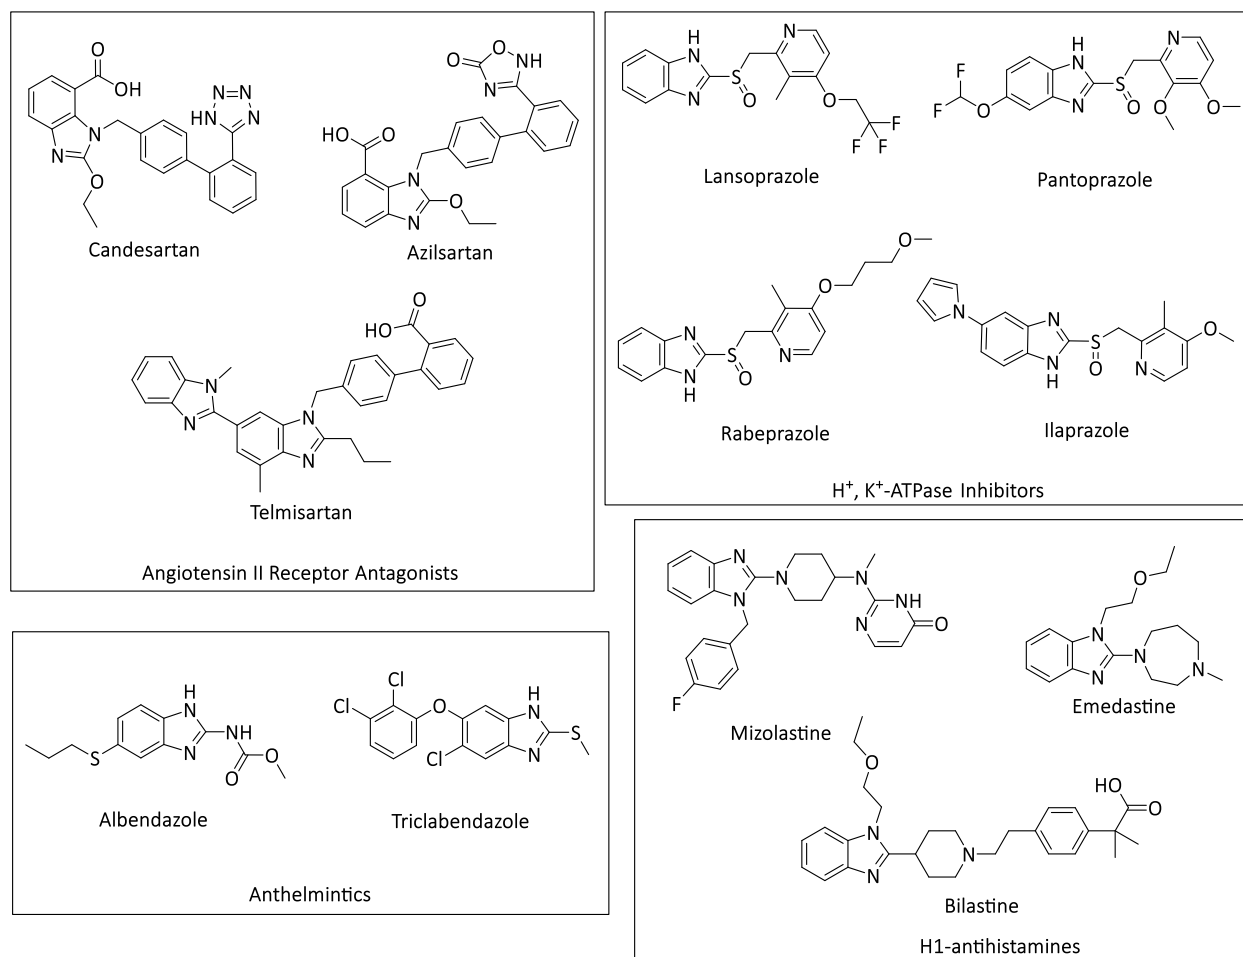 Candesartan
Azilsartan
Telmisartan
Angiotensin II Receptor Antagonists
Lansoprazole
Pantoprazole
Rabeprazole
Ilaprazole
H⁺, K⁺-ATPase Inhibitors
Albendazole
Triclabendazole
Anthelmintics
Mizolastine
Emedastine
Bilastine
H1-antihistamines